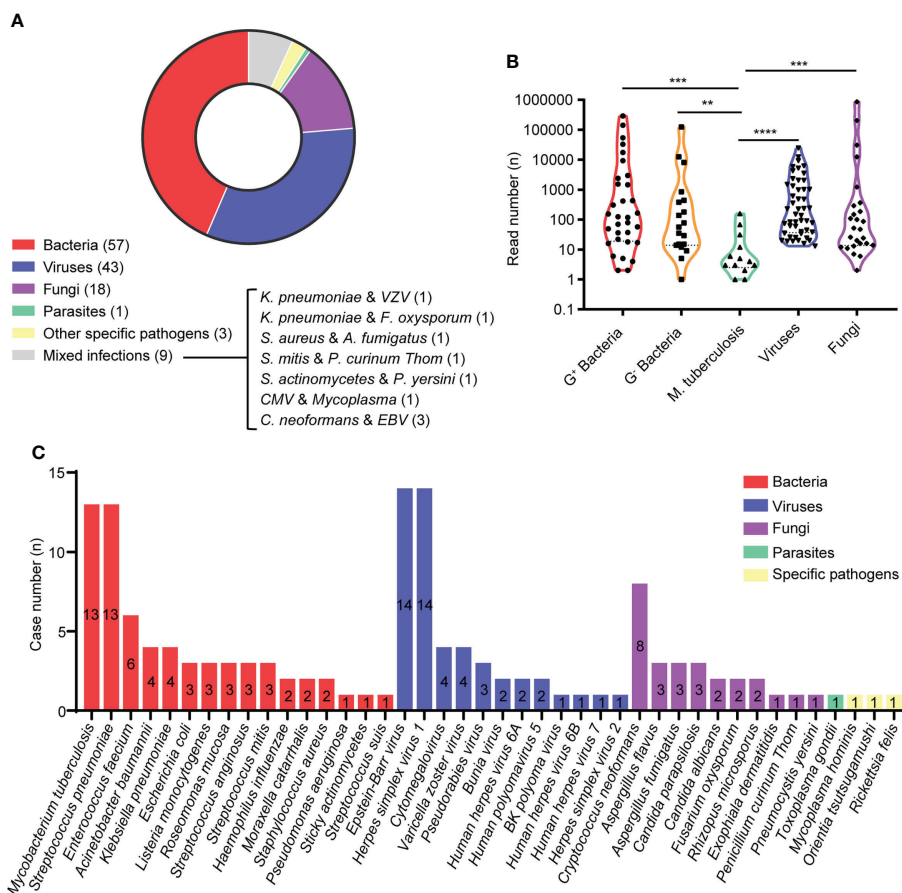 A
Bacteria (57)
Viruses (43)
Fungi (18)
Parasites (1)
Other specific pathogens (3)
Mixed infections (9)
K. pneumoniae & VZV (1)
K. pneumoniae & F. oxysporum (1)
S. aureus & A. fumigatus (1)
S. mitis & P. curinum Thom (1)
S. actinomycetes & P. yersini (1)
CMV & Mycoplasma (1)
C. neoformans & EBV (3)
B
***
***
**
****
Read number (n)
1000000
100000
10000
1000
100
10
1
0.1
G+ Bacteria
G- Bacteria
M. tuberculosis
Viruses
Fungi
C
Case number (n)
15
10
5
0
Bacteria
Viruses
Fungi
Parasites
Specific pathogens
13 13 6 4 4 3 3 3 3 3 2 2 2 1 1 1 14 14 4 4 3 2 2 2 1 1 1 1 8 3 3 3 2 2 2 1 1 1 1 1 1 1
Mycobacterium tuberculosis
Streptococcus pneumoniae
Enterococcus faecium
Acinetobacter baumannii
Klebsiella pneumoniae
Escherichia coli
Listeria monocytogenes
Roseomonas mucosa
Streptococcus anginosus
Streptococcus mitis
Haemophilus influenzae
Moraxella catarrhalis
Staphylococcus aureus
Pseudomonas aeruginosa
Sticky actinomycetes
Streptococcus suis
Epstein-Barr virus
Herpes simplex virus 1
Cytomegalovirus
Varicella zoster virus
Pseudorabies virus
Bunia virus
Human herpes virus 6A
Human polyomavirus 5
BK polyoma virus
Human herpes virus 6B
Human herpes virus 7
Herpes simplex virus 2
Cryptococcus neoformans
Aspergillus flavus
Aspergillus fumigatus
Candida parapsilosis
Candida albicans
Fusarium oxysporum
Rhizopus microsporus
Exophiala dermatitidis
Penicillium curinum Thom
Pneumocystis yersini
Toxoplasma gondi
Mycoplasma hominis
Orientia tsutsugamushi
Rickettsia felis